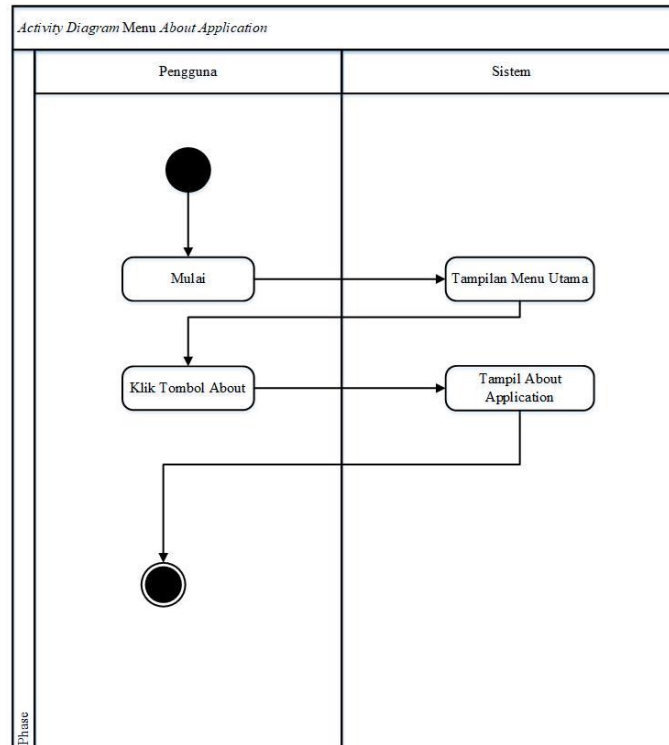 Activity Diagram Menu About Application
Pengguna
Sistem
Mulai
Tampilan Menu Utama
Klik Tombol About
Tampil About
Application
Phase